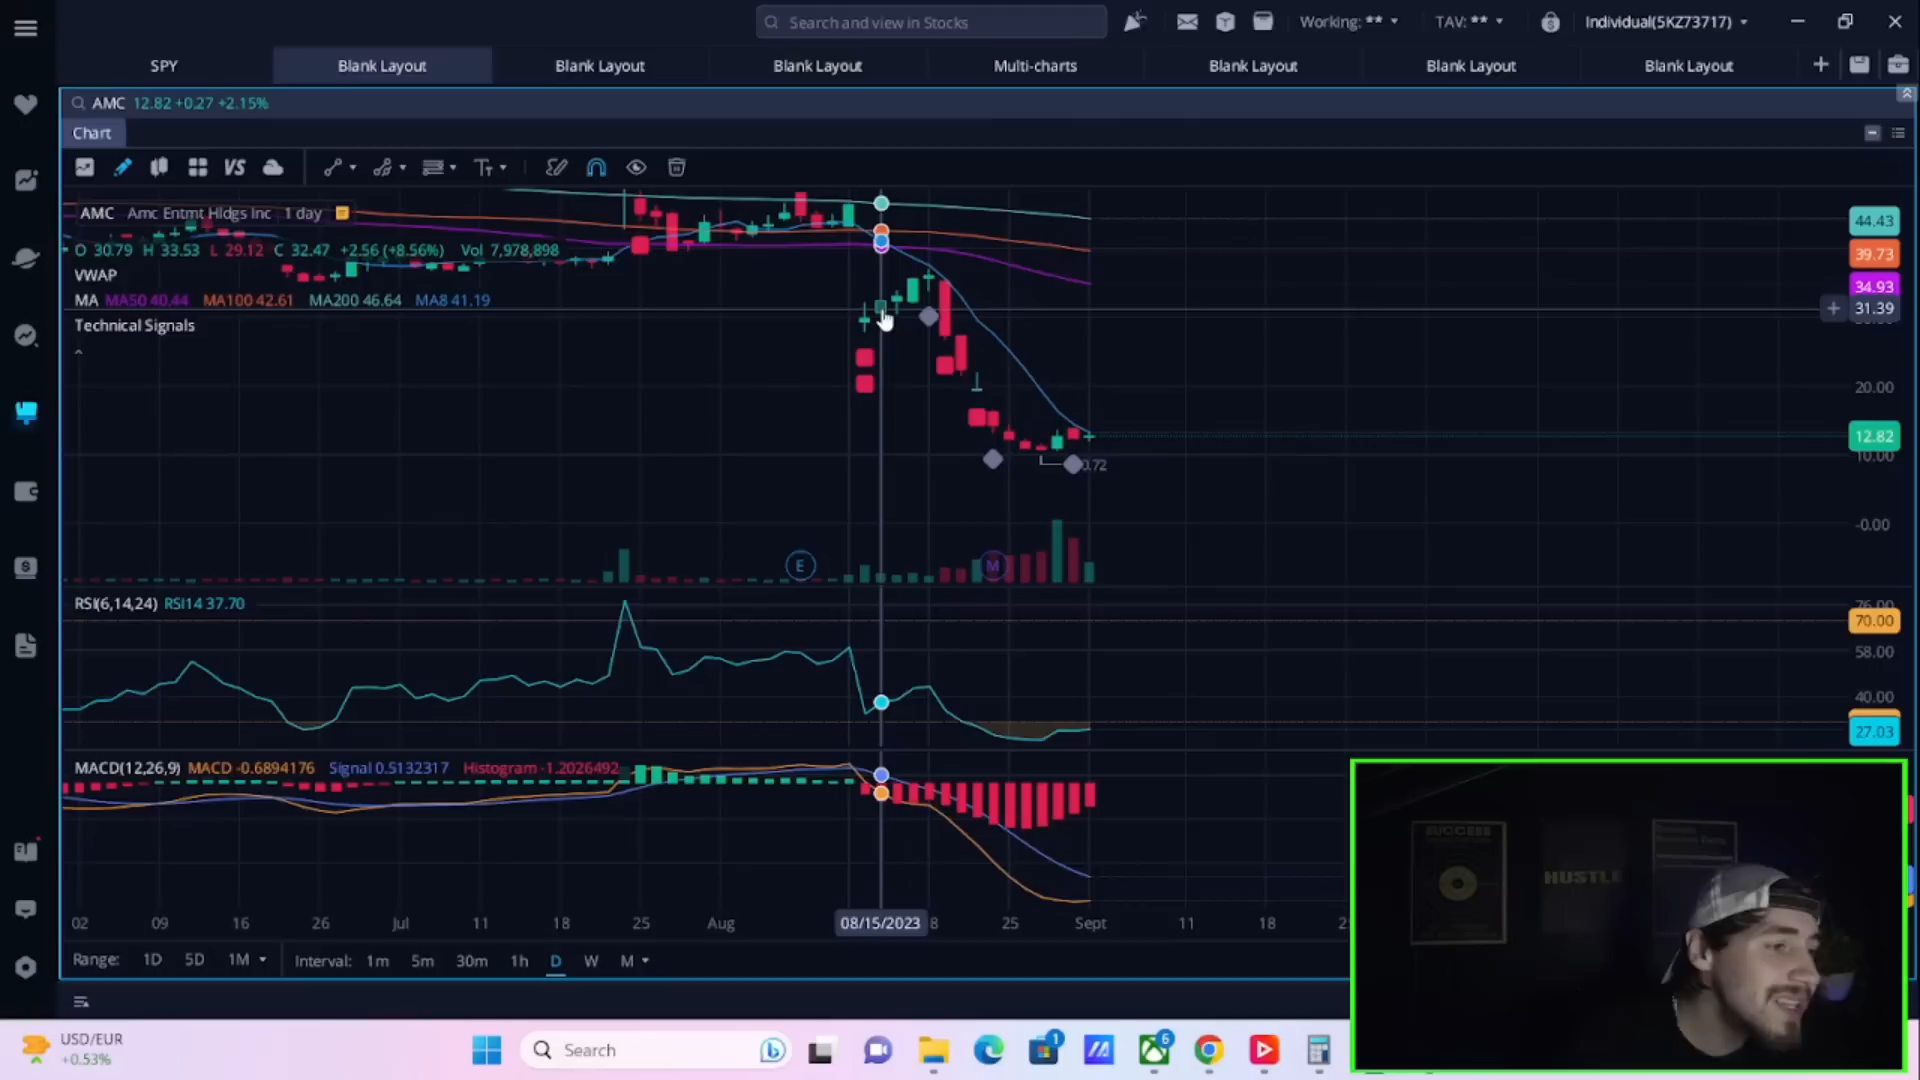 Search and view in Stocks
Working: **
TAV: **
Individual(5KZ73717)
SPY
Blank Layout
Blank Layout
Blank Layout
Multi-charts
Blank Layout
Blank Layout
Blank Layout
AMC 12.82 +0.27 +2.15%
Chart
VS
AMC Amc Entmt Hldgs Inc 1 day
44.43
O 30.79 H 33.53 L 29.12 C 32.47 +2.56 (+8.56%) Vol 7,978,898
39.73
VWAP
34.93
MA MA50 40.44 MA100 42.61 MA200 46.64 MA8 41.19
31.39
Technical Signals
20.00
12.82
10.00
0.72
-0.00
E
M
RSI(6,14,24) RSI14 37.70
76.00
70.00
58.00
40.00
27.03
MACD(12,26,9) MACD -0.6894176 Signal 0.5132317 Histogram -1.2026492
SUCCESS
HUSTLE
02 09 16 26 Jul 11 18 25 Aug 08/15/2023 8 25 Sept 11 18
Range: 1D 5D 1M Interval: 1m 5m 30m 1h D W M
USD/EUR
+0.53%
Search
1
6